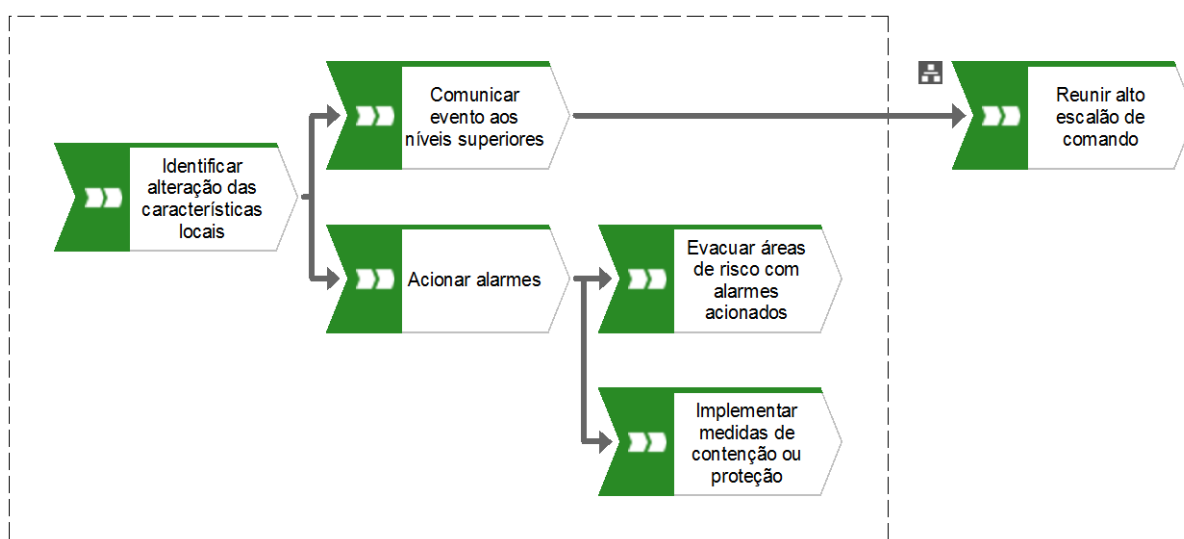 Identificar
alteração das
características
locais
Comunicar
evento aos
níveis superiores
Acionar alarmes
Evacuar áreas
de risco com
alarmes
acionados
Implementar
medidas de
contenção ou
proteção
Reunir alto
escalão de
comando